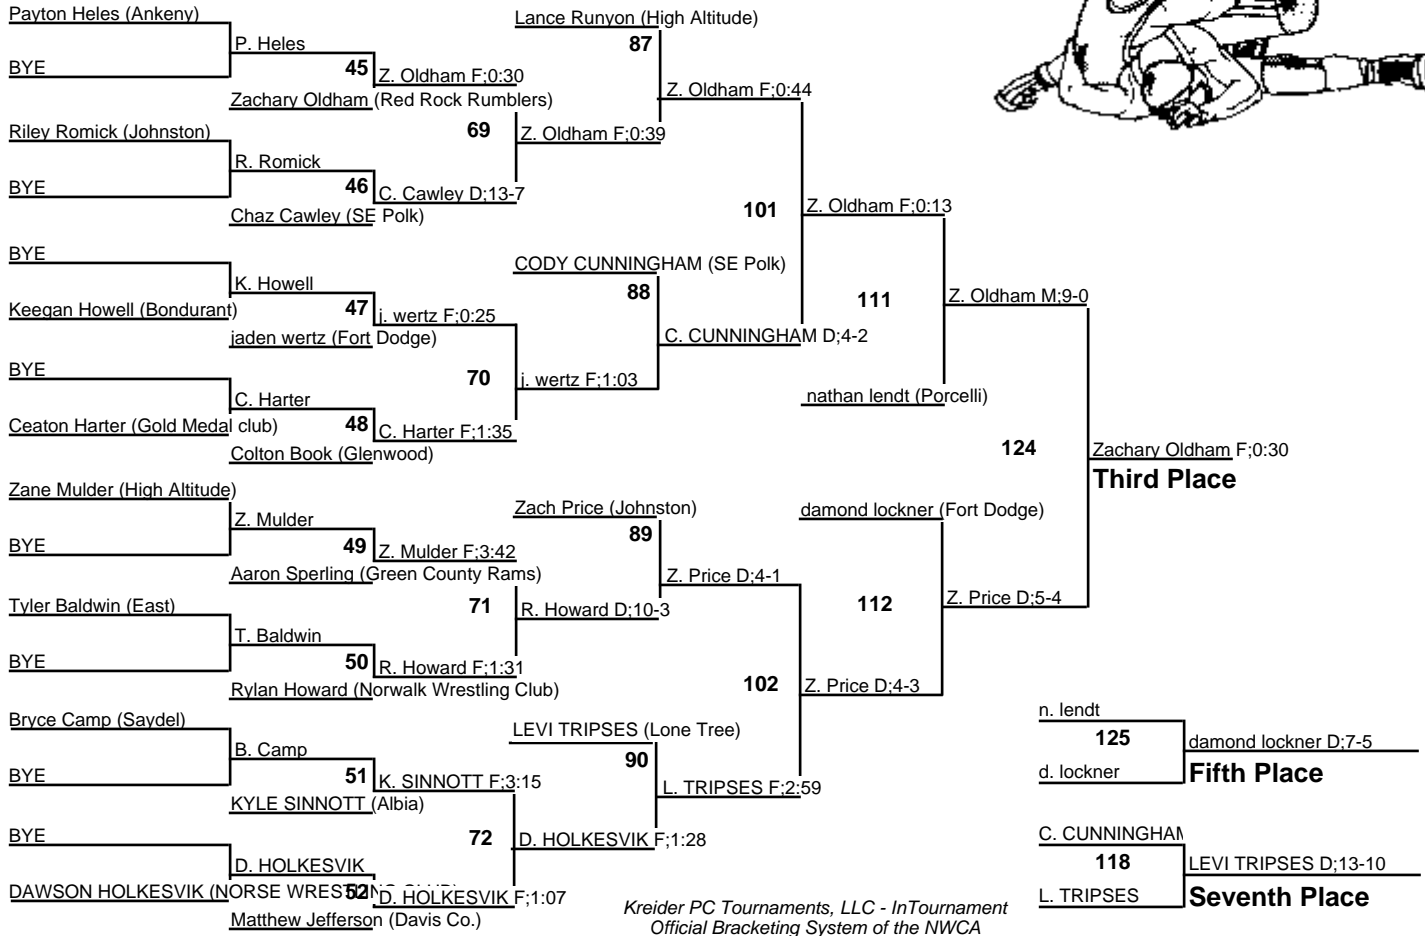 Payton Heles (Ankeny)
P. Heles
BYE
45
Z. Oldham F;0:30
Zachary Oldham (Red Rock Rumblers)
69
Riley Romick (Johnston)
R. Romick
BYE
46
C. Cawley D;13-7
Chaz Cawley (SE Polk)
Lance Runyon (High Altitude)
87
Z. Oldham F;0:44
Z. Oldham F;0:39
101
Z. Oldham F;0:13
BYE
K. Howell
Keegan Howell (Bondurant)
47
j. wertz F;0:25
jaden wertz (Fort Dodge)
70
BYE
C. Harter
Ceaton Harter (Gold Medal club)
48
C. Harter F;1:35
Colton Book (Glenwood)
CODY CUNNINGHAM (SE Polk)
88
C. CUNNINGHAM D;4-2
j. wertz F;1:03
111
Z. Oldham M;9-0
nathan lendt (Porcelli)
124
Zachary Oldham F;0:30
Third Place
Zane Mulder (High Altitude)
Z. Mulder
BYE
49
Z. Mulder F;3:42
Aaron Sperling (Green County Rams)
71
Tyler Baldwin (East)
T. Baldwin
BYE
50
R. Howard F;1:31
Rylan Howard (Norwalk Wrestling Club)
Zach Price (Johnston)
89
Z. Price D;4-1
R. Howard D;10-3
102
Z. Price D;4-3
damond lockner (Fort Dodge)
112
Z. Price D;5-4
Bryce Camp (Saydel)
B. Camp
BYE
51
K. SINNOTT F;3:15
KYLE SINNOTT (Albia)
72
BYE
D. HOLKESVIK
DAWSON HOLKESVIK (NORSE
52
D. HOLKESVIK F;1:07
Matthew Jefferson (Davis Co.)
LEVI TRIPSES (Lone Tree)
90
L. TRIPSES F;2:59
D. HOLKESVIK F;1:28
n. lendt
125
damond lockner D;7-5
d. lockner
Fifth Place
C. CUNNINGHAM
118
LEVI TRIPSES D;13-10
L. TRIPSES
Seventh Place
Kreider PC Tournaments, LLC - InTournament
Official Bracketing System of the NWCA